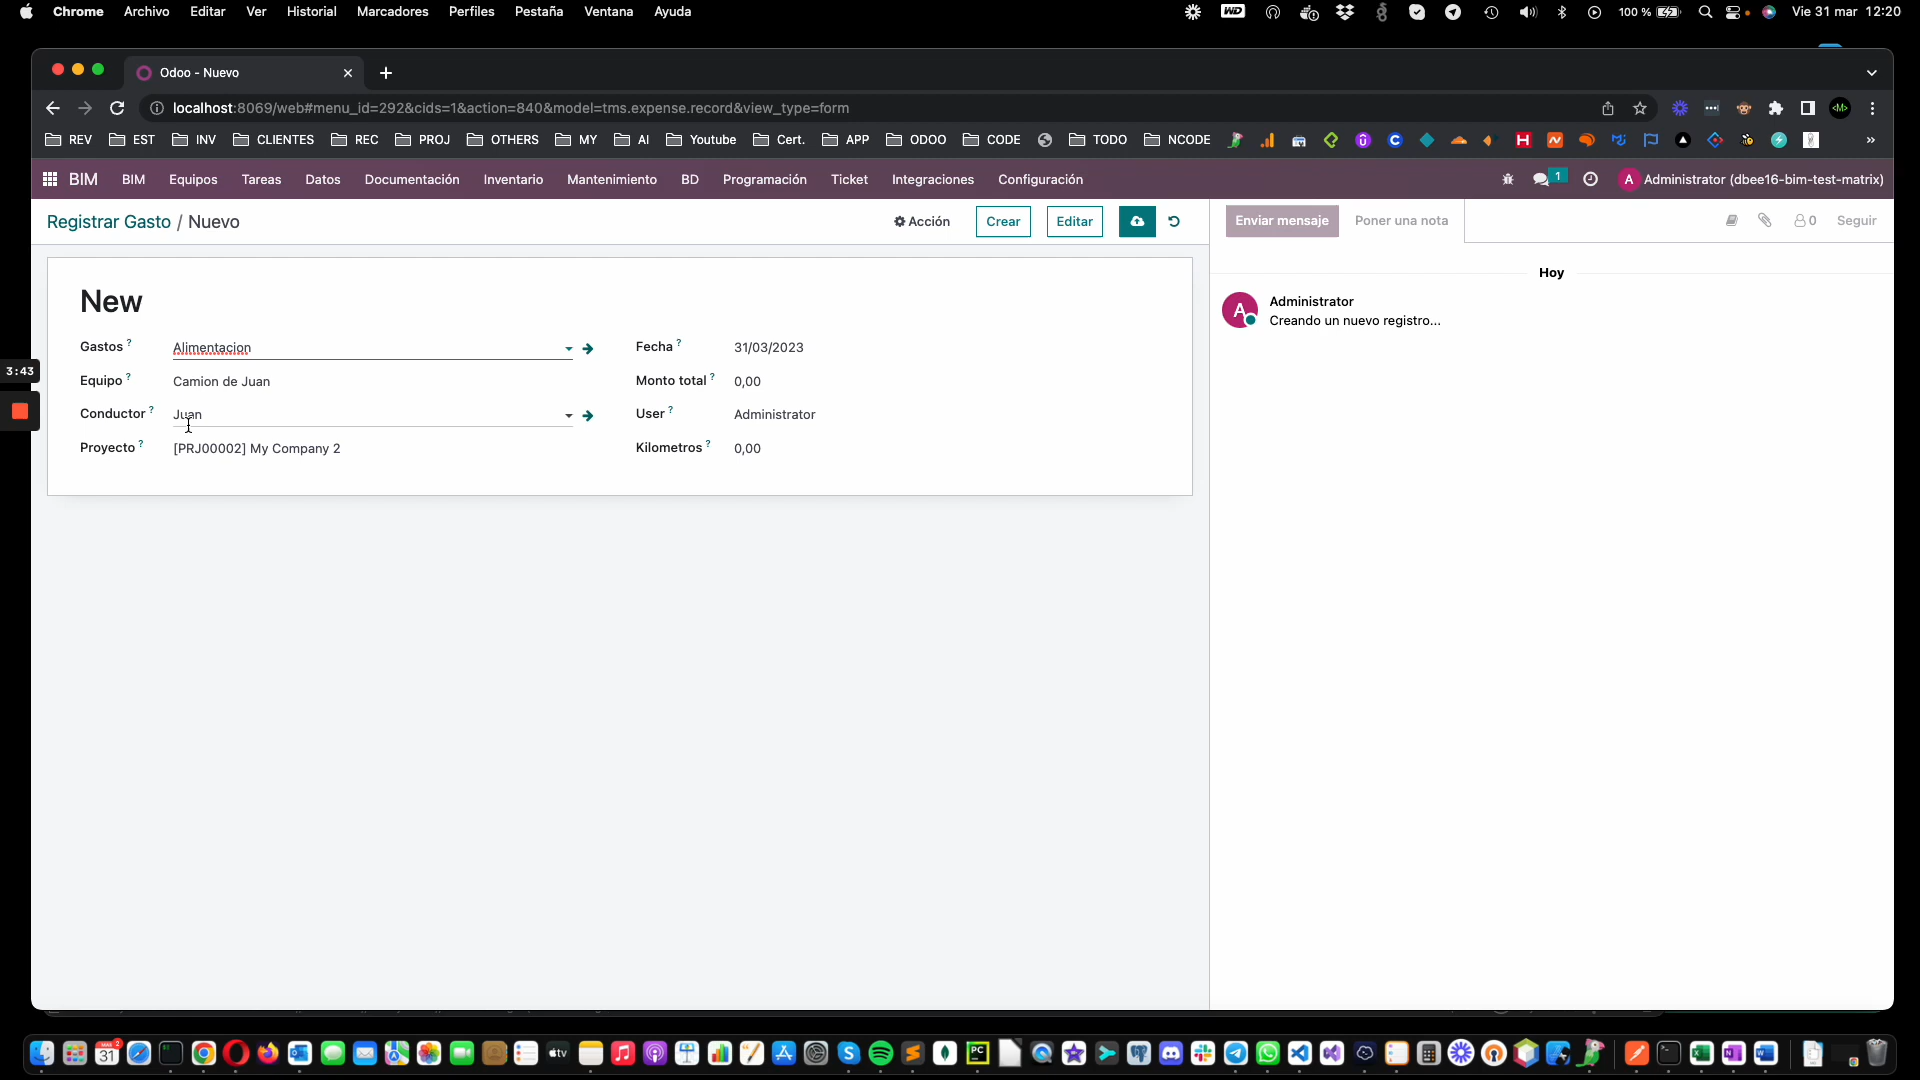 Chrome Archivo Editar Ver Historial Marcadores Perfiles Pestaña Ventana Ayuda WD 100 % Vie 31 mar 12:20
Odoo - Nuevo
localhost:8069/web#menu_id=292&cids=1&action=840&model=tms.expense.record&view_type=form
REV EST INV CLIENTES REC PROJ OTHERS MY AI Youtube Cert. APP ODOO CODE TODO NCODE
BIM BIM Equipos Tareas Datos Documentación Inventario Mantenimiento BD Programación Ticket Integraciones Configuración 1 A Administrator (dbee16-bim-test-matrix)
Registrar Gasto / Nuevo Acción Crear Editar Enviar mensaje Poner una nota 0 Seguir
Hoy
New
A Administrator
Creando un nuevo registro...
Gastos ? Alimentacion Fecha ? 31/03/2023
3:43
Equipo ? Camion de Juan Monto total ? 0,00
Conductor ? Juan User ? Administrator
Proyecto ? [PRJ00002] My Company 2 Kilometros ? 0,00
31 2 tv PC